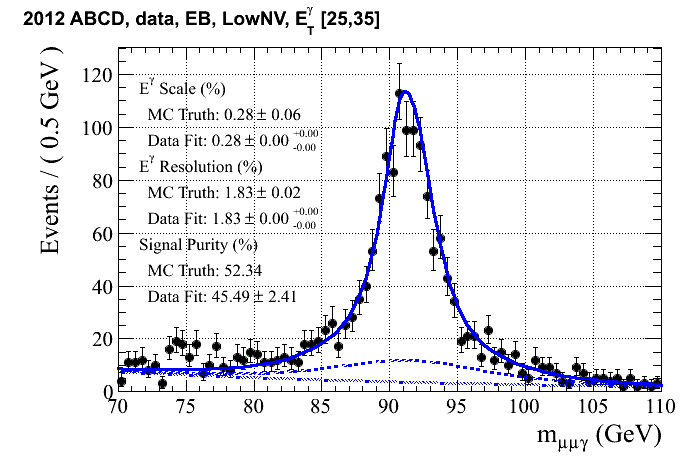 2012 ABCD, data, EB, LowNV, E_T^γ [25,35]
Events / ( 0.5 GeV )
120
100
80
60
40
20
0
E^γ Scale (%)
MC Truth: 0.28 ± 0.06
Data Fit: 0.28 ± 0.00 +0.00 -0.00
E^γ Resolution (%)
MC Truth: 1.83 ± 0.02
Data Fit: 1.83 ± 0.00 +0.00 -0.00
Signal Purity (%)
MC Truth: 52.34
Data Fit: 45.49 ± 2.41
70 75 80 85 90 95 100 105 110
m_μμγ (GeV)